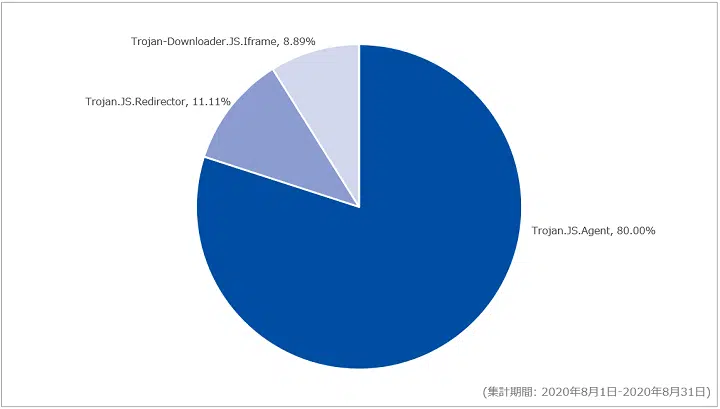 Trojan-Downloader.JS.Iframe, 8.89%
Trojan.JS.Redirector, 11.11%
Trojan.JS.Agent, 80.00%
(集計期間: 2020年8月1日-2020年8月31日)